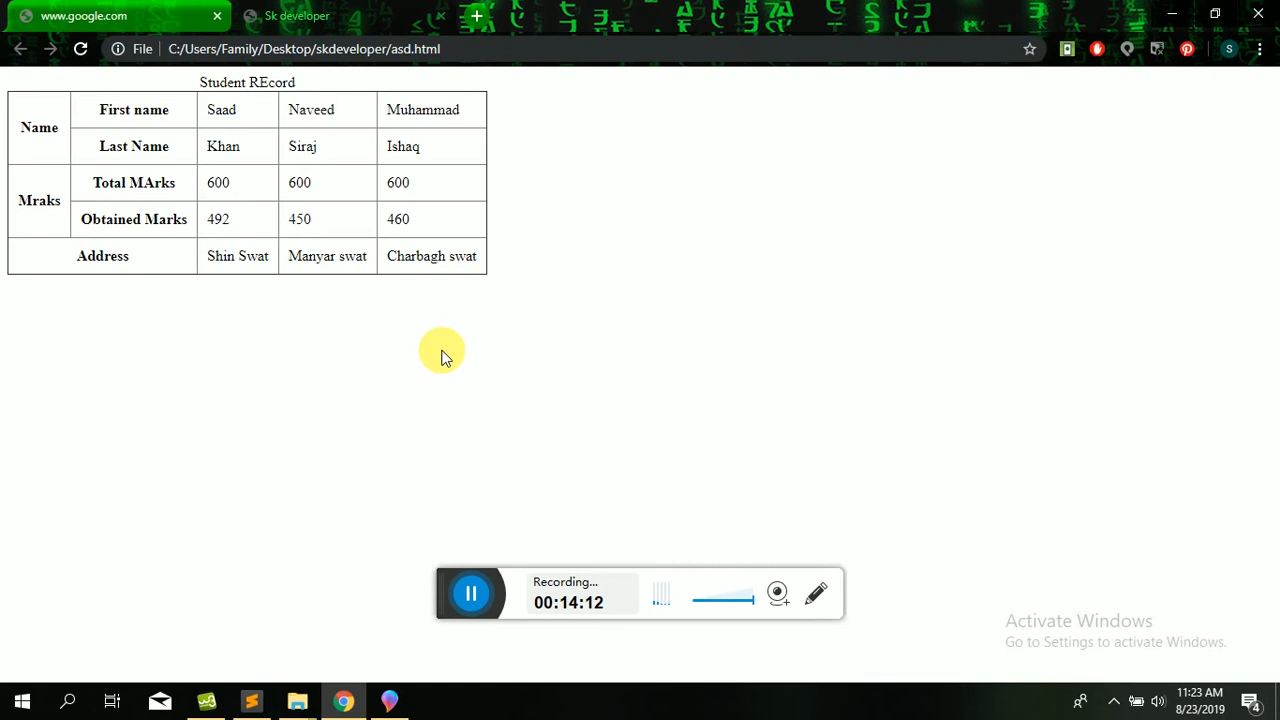 www.google.com
Sk developer
File C:/Users/Family/Desktop/skdeveloper/asd.html
S
Student REcord
Name First name Saad Naveed Muhammad
Last Name Khan Siraj Ishaq
Mraks Total MArks 600 600 600
Obtained Marks 492 450 460
Address Shin Swat Manyar swat Charbagh swat
Recording...
00:14:12
Activate Windows
Go to Settings to activate Windows.
11:23 AM
8/23/2019
4